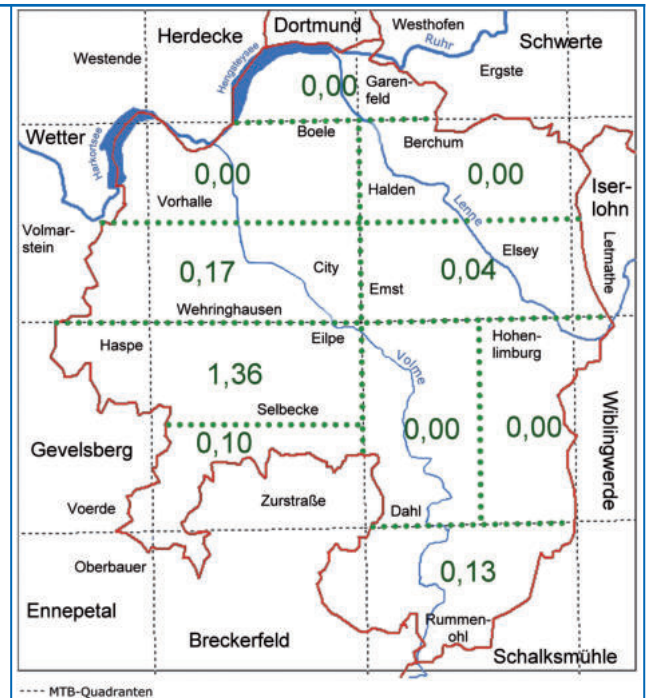 Dortmund
Westhofen
Herdecke
Ruhr
Schwerte
Westende
Hengsteysee
Garen-
feld
Ergste
0,00
Wetter
Boele
Berchum
Harkortsee
0,00
0,00
Iser-
lohn
Vorhalle
Halden
Lenne
Volmar-
stein
Elsey
Letmathe
0,17
City
0,04
Emst
Wehringhausen
Haspe
Eilpe
Hohen-
limburg
1,36
Volme
Selbecke
0,00
0,00
Wiblingwerde
Gevelsberg
0,10
Voerde
Zurstraße
Dahl
Oberbauer
0,13
Ennepetal
Rummen-
ohl
Breckerfeld
Schalksmühle
---- MTB-Quadranten